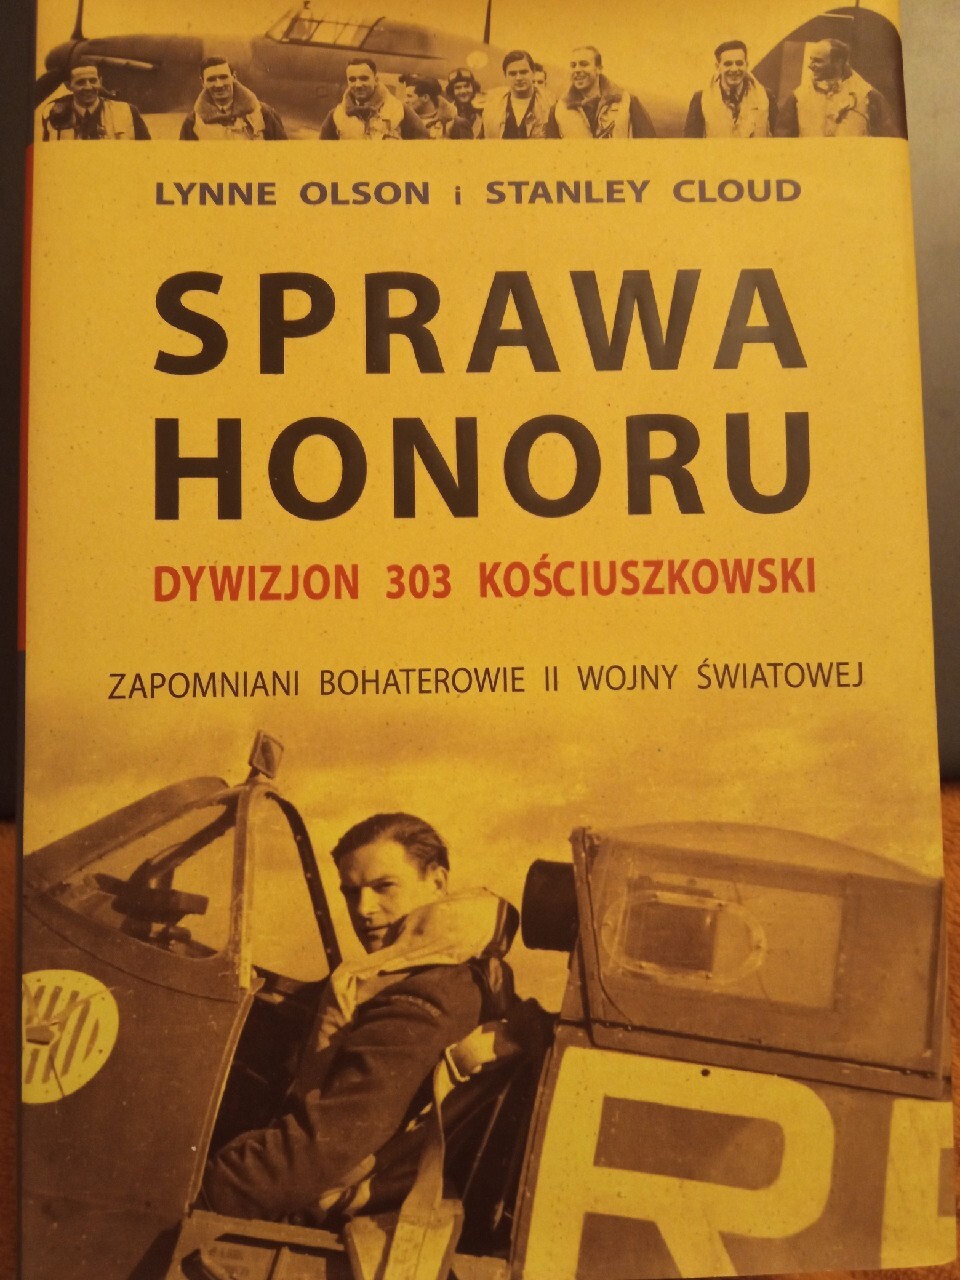 LYNNE OLSON i STANLEY CLOUD
SPRAWA
HONORU
DYWIZJON 303 KOŚCIUSZKOWSKI
ZAPOMNIANI BOHATEROWIE II WOJNY ŚWIATOWEJ
R